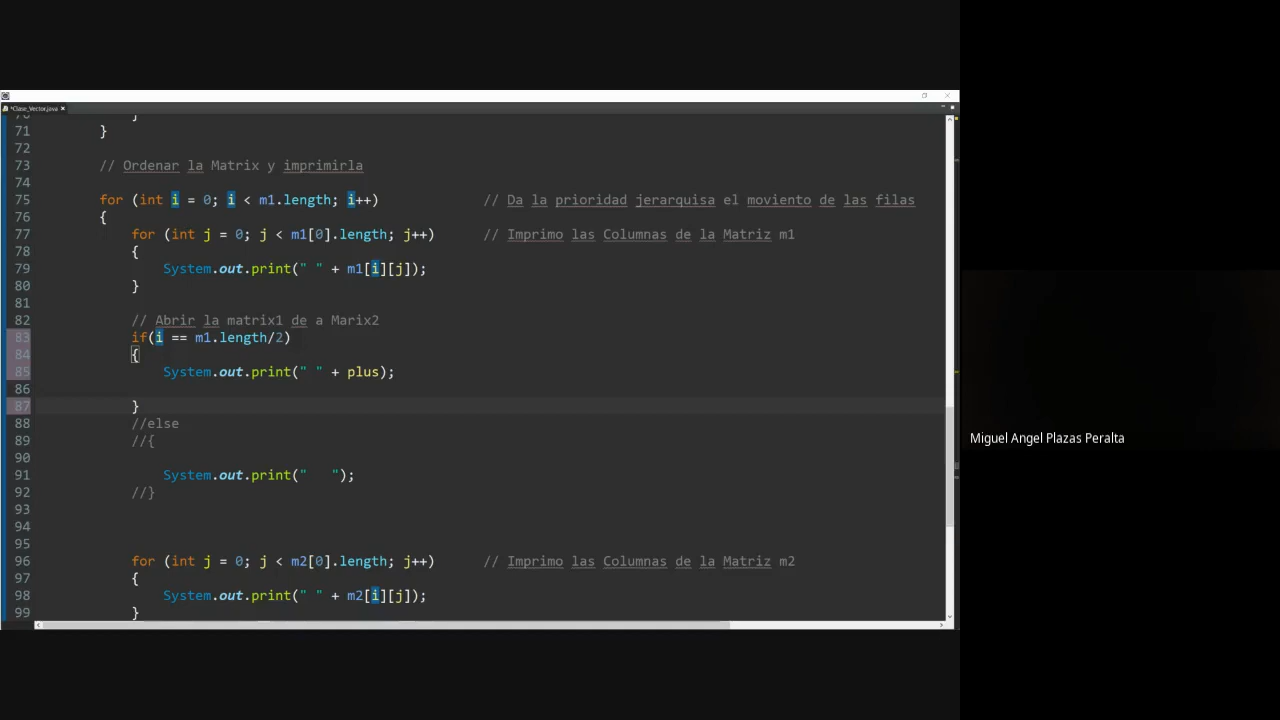 *Clase_Vector.java
70 }
71 }
72
73 // Ordenar la Matrix y imprimirla
74
75 for (int i = 0; i < m1.length; i++) // Da la prioridad jerarquisa el moviento de las filas
76 {
77 for (int j = 0; j < m1[0].length; j++) // Imprimo las Columnas de la Matriz m1
78 {
79 System.out.print(" " + m1[i][j]);
80 }
81
82 // Abrir la matrix1 de a Marix2
83 if(i == m1.length/2)
84 {
85 System.out.print(" " + plus);
86
87 }
88 //else
89 //{
90
91 System.out.print("   ");
92 //}
93
94
95
96 for (int j = 0; j < m2[0].length; j++) // Imprimo las Columnas de la Matriz m2
97 {
98 System.out.print(" " + m2[i][j]);
99 }
Miguel Angel Plazas Peralta